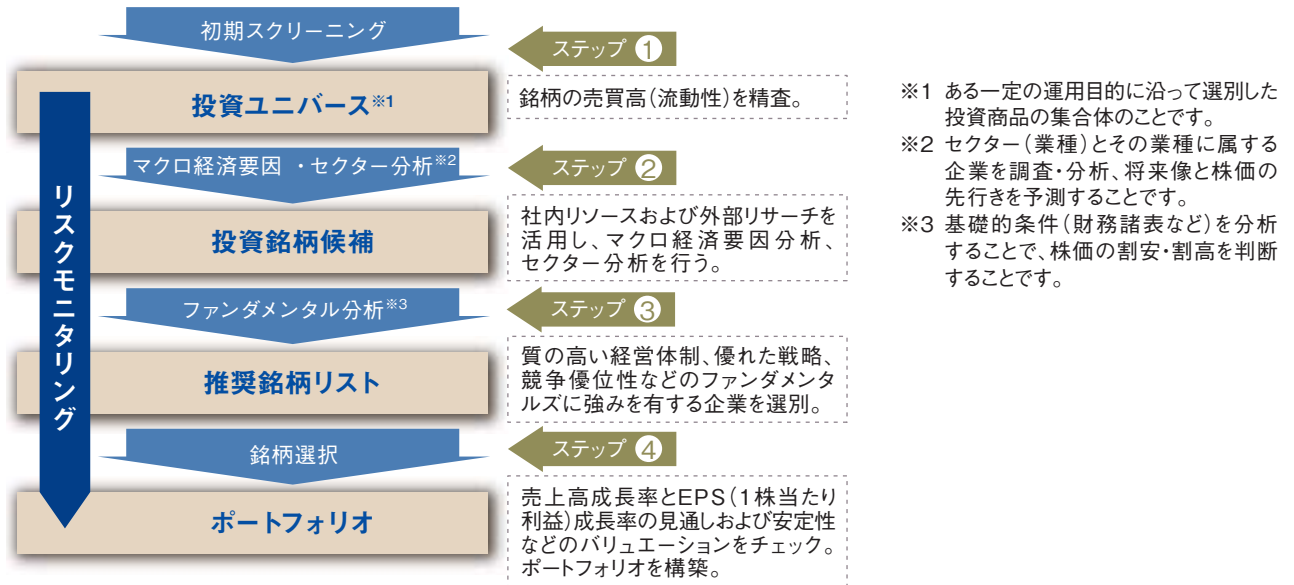 初期スクリーニング
ステップ ❶
投資ユニバース※1
銘柄の売買高(流動性)を精査。
マクロ経済要因 ・セクター分析※2
ステップ ❷
投資銘柄候補
社内リソースおよび外部リサーチを
活用し、マクロ経済要因分析、
セクター分析を行う。
ファンダメンタル分析※3
ステップ ❸
推奨銘柄リスト
質の高い経営体制、優れた戦略、
競争優位性などのファンダメンタ
ルズに強みを有する企業を選別。
銘柄選択
ステップ ❹
ポートフォリオ
売上高成長率とEPS(1株当たり
利益)成長率の見通しおよび安定性
などのバリュエーションをチェック。
ポートフォリオを構築。
リスクモニタリング
※1 ある一定の運用目的に沿って選別した
投資商品の集合体のことです。
※2 セクター(業種)とその業種に属する
企業を調査・分析、将来像と株価の
先行きを予測することです。
※3 基礎的条件(財務諸表など)を分析
することで、株価の割安・割高を判断
することです。